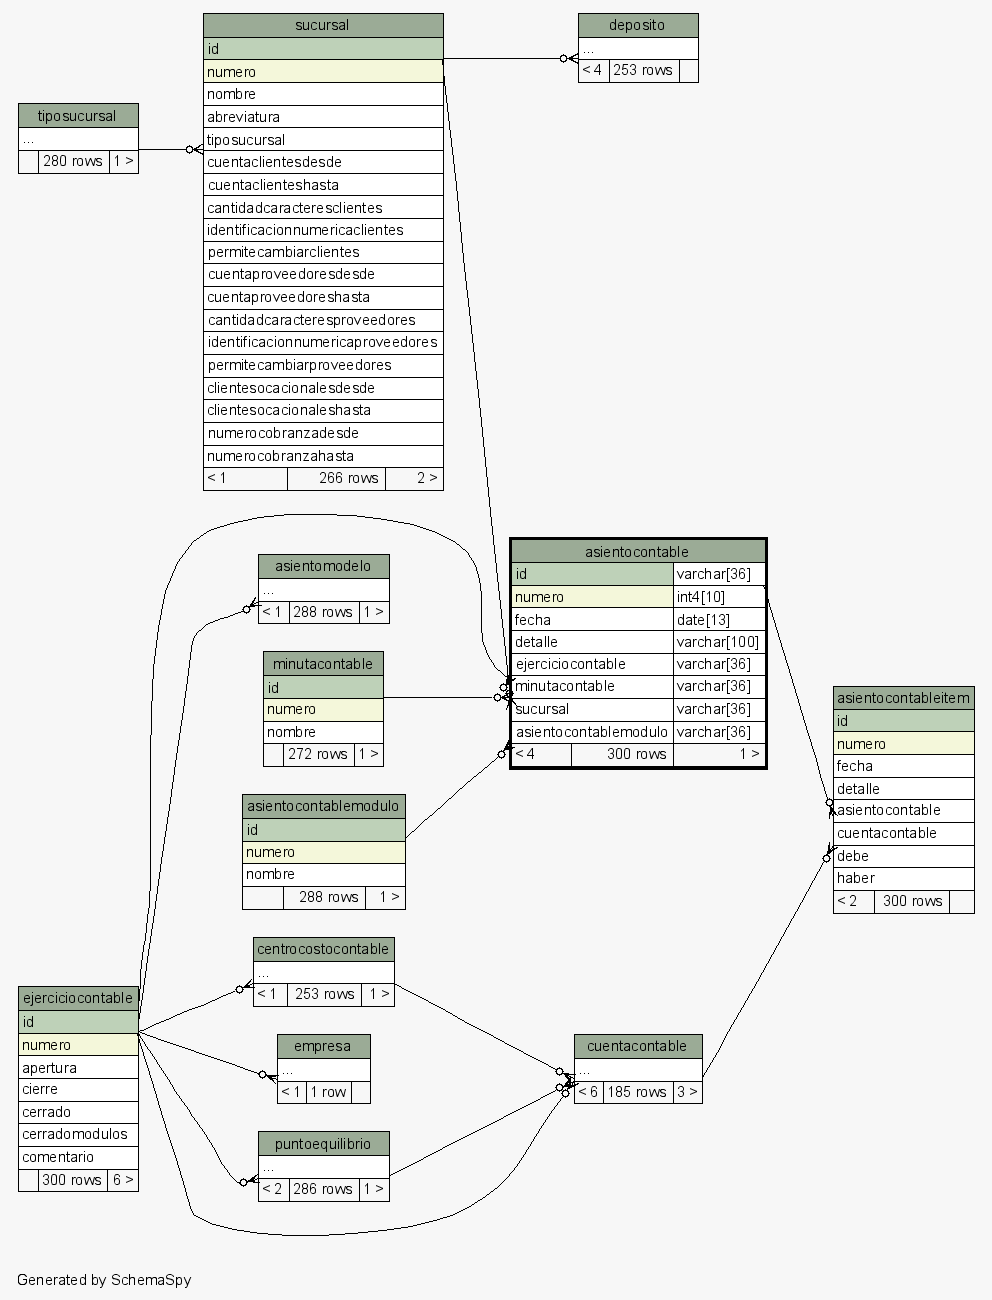 sucursal
id
numero
nombre
abreviatura
tiposucursal
cuentaclientesdesde
cuentaclienteshasta
cantidadcaracteresclientes
identificacionnumericaclientes
permitecambiarclientes
cuentaproveedoresdesde
cuentaproveedoreshasta
cantidadcaracteresproveedores
identificacionnumericaproveedores
permitecambiarproveedores
clientesocacionalesdesde
clientesocacionaleshasta
numerocobranzadesde
numerocobranzahasta
< 1 266 rows 2 >
deposito
...
< 4 253 rows
tiposucursal
...
280 rows 1 >
asientomodelo
...
< 1 288 rows 1 >
minutacontable
id
numero
nombre
272 rows 1 >
asientocontablemodulo
id
numero
nombre
288 rows 1 >
asientocontable
id varchar[36]
numero int4[10]
fecha date[13]
detalle varchar[100]
ejerciciocontable varchar[36]
minutacontable varchar[36]
sucursal varchar[36]
asientocontablemodulo varchar[36]
< 4 300 rows 1 >
asientocontableitem
id
numero
fecha
detalle
asientocontable
cuentacontable
debe
haber
< 2 300 rows
centrocostocontable
...
< 1 253 rows 1 >
ejerciciocontable
id
numero
apertura
cierre
cerrado
cerradomodulos
comentario
300 rows 6 >
empresa
...
< 1 1 row
cuentacontable
...
< 6 185 rows 3 >
puntoequilibrio
...
< 2 286 rows 1 >
Generated by SchemaSpy